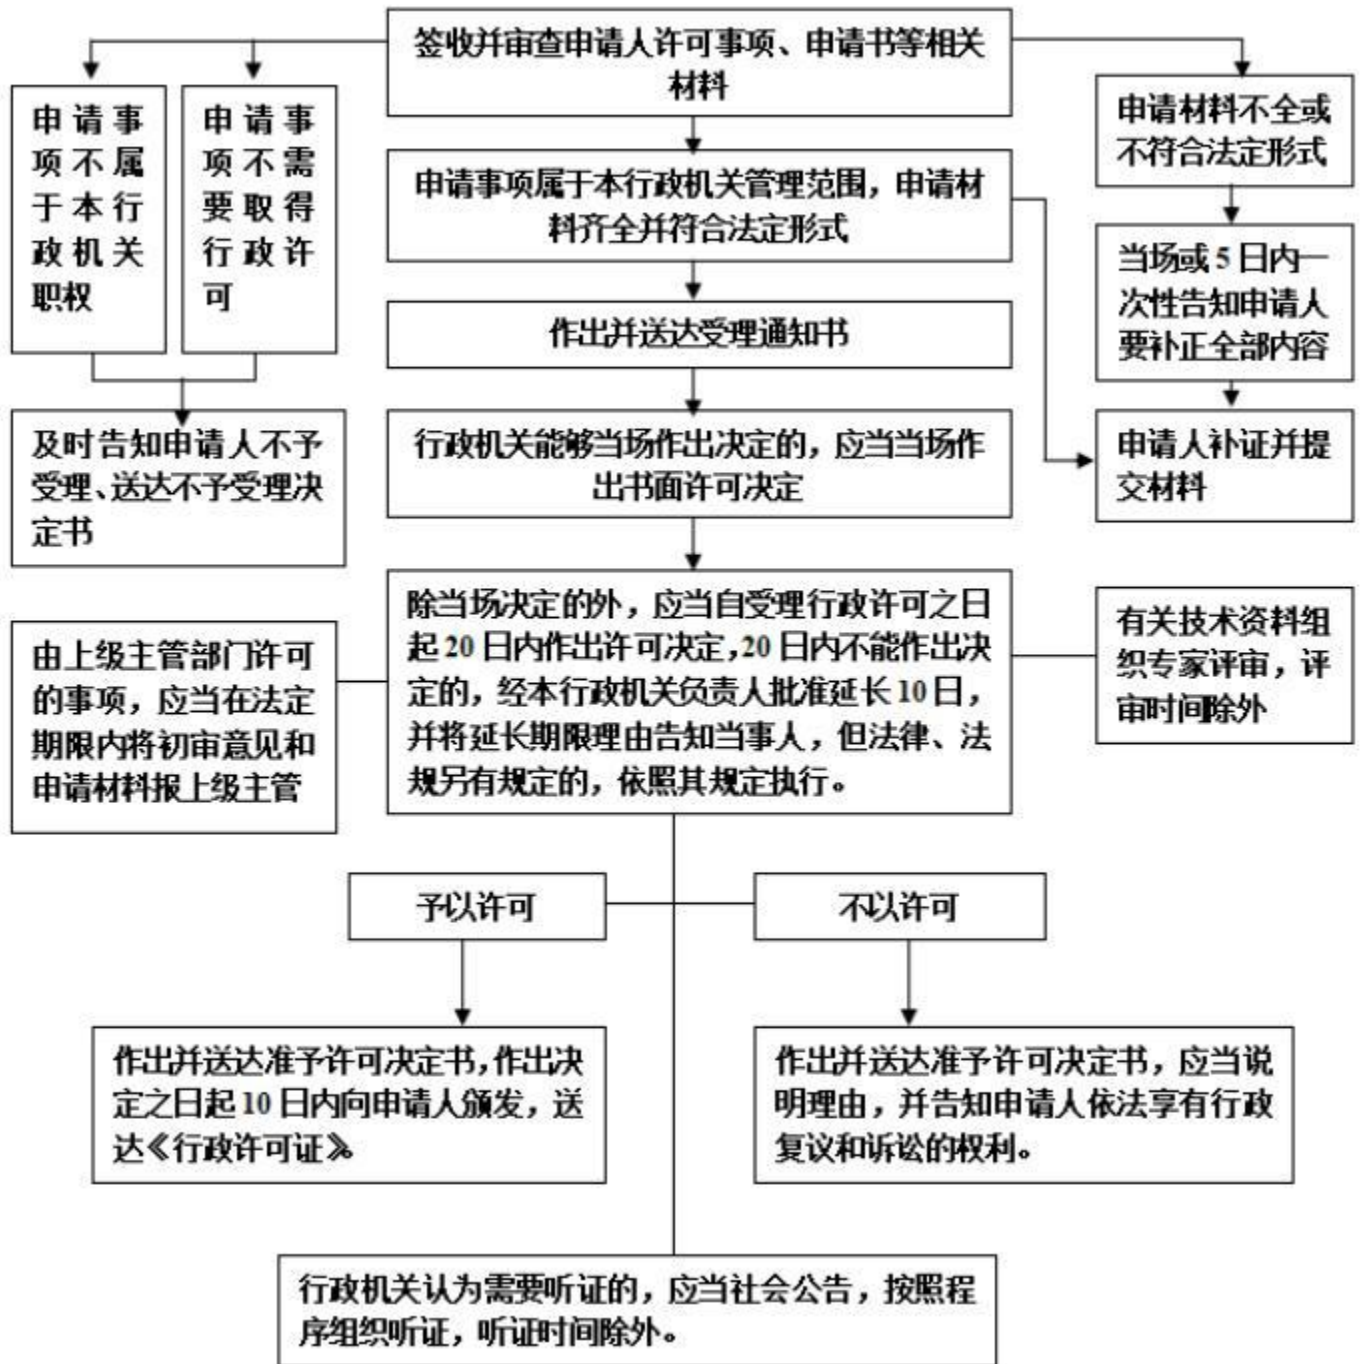 签收并审查申请人许可事项、申请书等相关
材料
申请事
项不属
于本行
政机关
职权
申请事
项不需
要取得
行政许
可
申请材料不全或
不符合法定形式
申请事项属于本行政机关管理范围，申请材
料齐全并符合法定形式
当场或5日内一
次性告知申请人
要补正全部内容
作出并送达受理通知书
及时告知申请人不予
受理、送达不予受理决
定书
行政机关能够当场作出决定的，应当当场作
出书面许可决定
申请人补证并提
交材料
由上级主管部门许可
的事项，应当在法定
期限内将初审意见和
申请材料报上级主管
除当场决定的外，应当自受理行政许可之日
起20日内作出许可决定，20日内不能作出决
定的，经本行政机关负责人批准延长10日，
并将延长期限理由告知当事人，但法律、法
规另有规定的，依照其规定执行。
有关技术资料组
织专家评审，评
审时间除外
予以许可
不以许可
作出并送达准予许可决定书，作出决
定之日起10日内向申请人颁发，送
达《行政许可证》。
作出并送达准予许可决定书，应当说
明理由，并告知申请人依法享有行政
复议和诉讼的权利。
行政机关认为需要听证的，应当社会公告，按照程
序组织听证，听证时间除外。